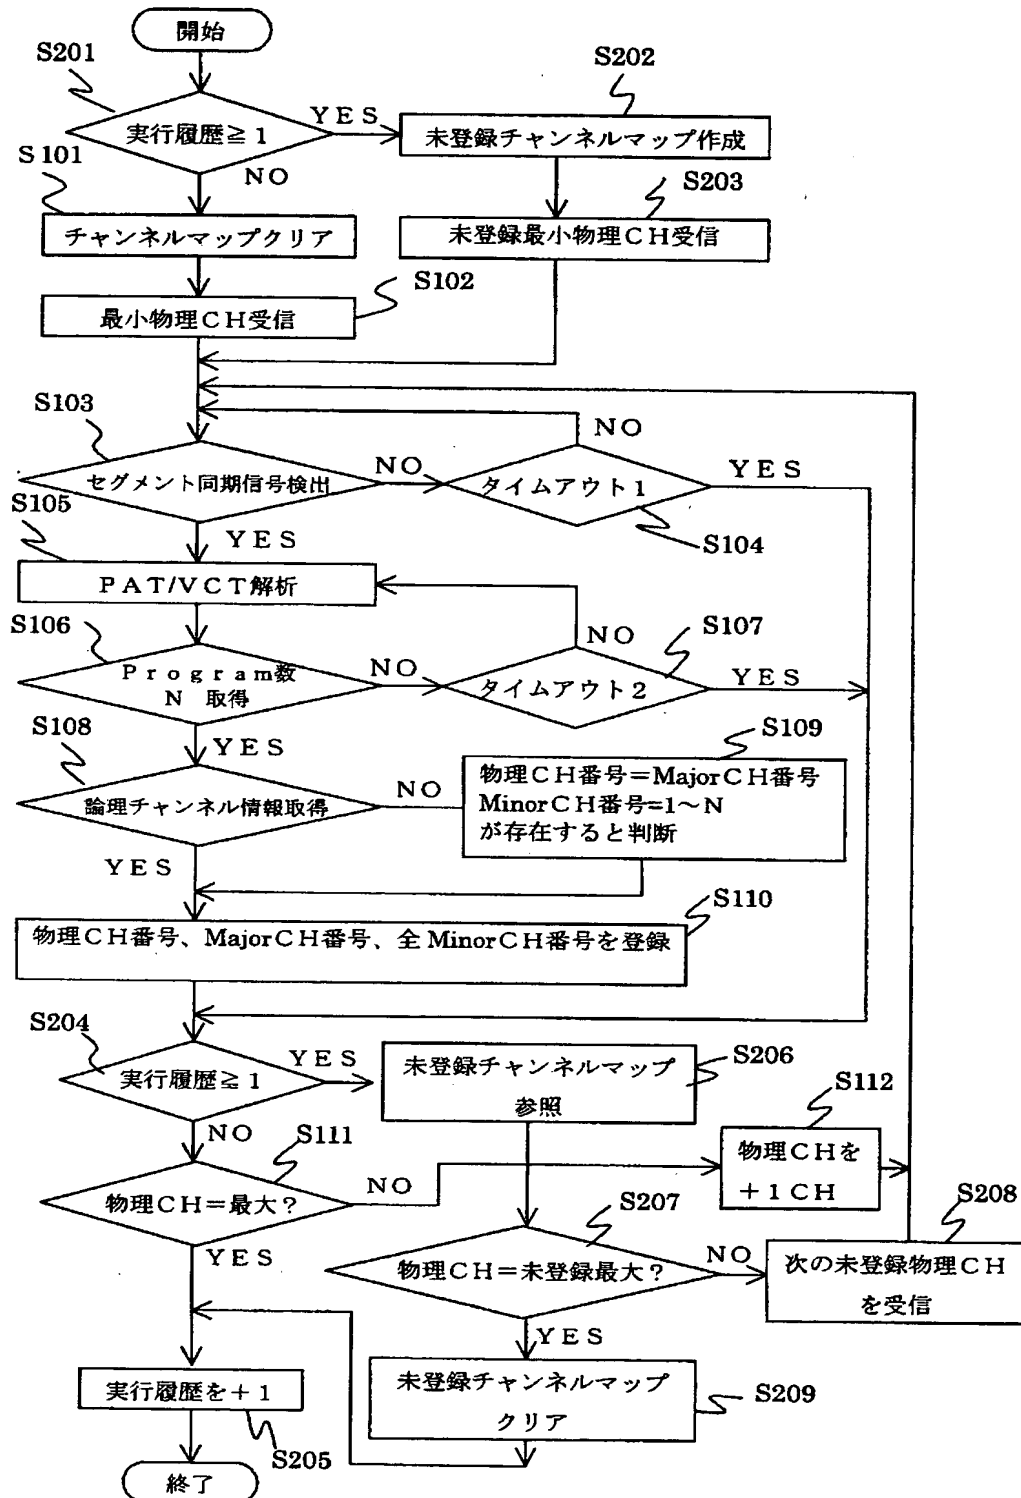 開始
S201
S202
実行履歴≧1
YES
未登録チャンネルマップ作成
S101
NO
S203
チャンネルマップクリア
未登録最小物理CH受信
S102
最小物理CH受信
S103
NO
セグメント同期信号検出
NO
タイムアウト1
YES
S105
YES
S104
PAT/VCT解析
S106
NO
S107
Program数
N 取得
NO
タイムアウト2
YES
S108
YES
S109
論理チャンネル情報取得
NO
物理CH番号=MajorCH番号
MinorCH番号=1~N
が存在すると判断
YES
S110
物理CH番号、MajorCH番号、全MinorCH番号を登録
S204
実行履歴≧1
YES
未登録チャンネルマップ
参照
S206
S112
NO
S111
物理CH=最大?
NO
物理CHを
+1CH
S207
S208
YES
物理CH=未登録最大?
NO
次の未登録物理CH
を受信
YES
実行履歴を+1
未登録チャンネルマップ
クリア
S209
S205
終了